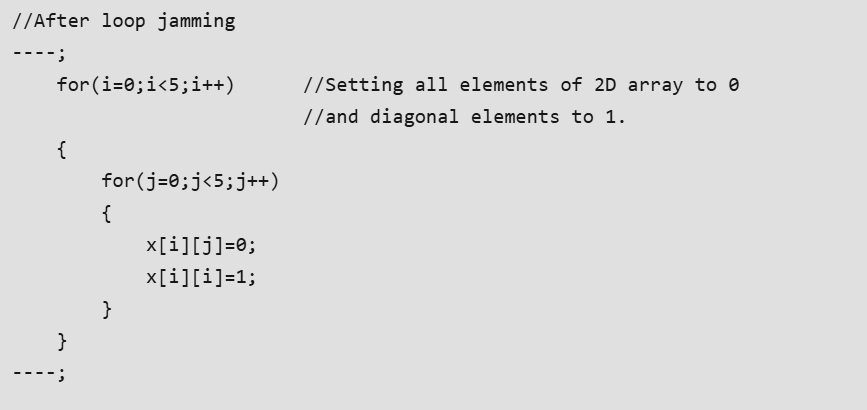 //After loop jamming
----;
    for(i=0;i<5;i++)      //Setting all elements of 2D array to 0
                          //and diagonal elements to 1.
    {
        for(j=0;j<5;j++)
        {
            x[i][j]=0;
            x[i][i]=1;
        }
    }
----;